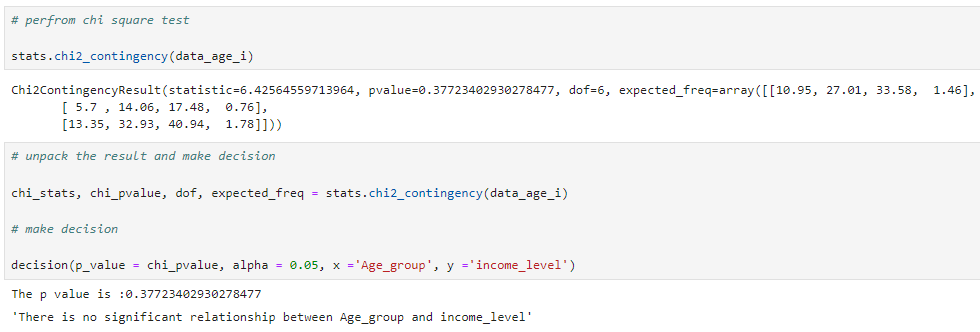 # perfrom chi square test
stats.chi2_contingency(data_age_i)
Chi2ContingencyResult(statistic=6.42564559713964, pvalue=0.37723402930278477, dof=6, expected_freq=array([[10.95, 27.01, 33.58,  1.46],
       [ 5.7 , 14.06, 17.48,  0.76],
       [13.35, 32.93, 40.94,  1.78]]))
# unpack the result and make decision
chi_stats, chi_pvalue, dof, expected_freq = stats.chi2_contingency(data_age_i)
# make decision
decision(p_value = chi_pvalue, alpha = 0.05, x ='Age_group', y ='income_level')
The p value is :0.37723402930278477
'There is no significant relationship between Age_group and income_level'